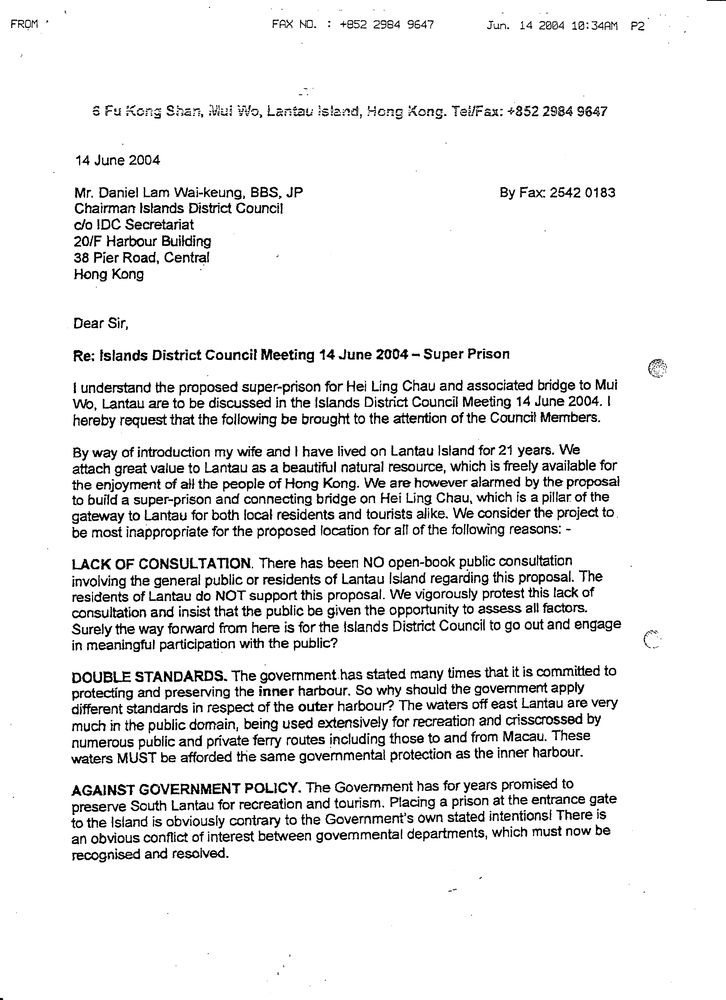 FROM
FAX NO. : +852 2984 9647
Jun. 14 2004 10:34AM P2
6 Fu Kong Shan, Mui Wo, Lantau Island, Hong Kong. Tel/Fax: +852 2984 9647
14 June 2004
Mr. Daniel Lam Wai-keung, BBS, JP
By Fax: 2542 0183
Chairman Islands District Council
c/o IDC Secretariat
20/F Harbour Building
38 Pier Road, Central
Hong Kong
Dear Sir,
Re: Islands District Council Meeting 14 June 2004 – Super Prison
I understand the proposed super-prison for Hei Ling Chau and associated bridge to Mui
Wo, Lantau are to be discussed in the Islands District Council Meeting 14 June 2004. I
hereby request that the following be brought to the attention of the Council Members.
By way of introduction my wife and I have lived on Lantau Island for 21 years. We
attach great value to Lantau as a beautiful natural resource, which is freely available for
the enjoyment of all the people of Hong Kong. We are however alarmed by the proposal
to build a super-prison and connecting bridge on Hei Ling Chau, which is a pillar of the
gateway to Lantau for both local residents and tourists alike. We consider the project to
be most inappropriate for the proposed location for all of the following reasons: -
LACK OF CONSULTATION. There has been NO open-book public consultation
involving the general public or residents of Lantau Island regarding this proposal. The
residents of Lantau do NOT support this proposal. We vigorously protest this lack of
consultation and insist that the public be given the opportunity to assess all factors.
Surely the way forward from here is for the Islands District Council to go out and engage
in meaningful participation with the public?
DOUBLE STANDARDS. The government has stated many times that it is committed to
protecting and preserving the inner harbour. So why should the government apply
different standards in respect of the outer harbour? The waters off east Lantau are very
much in the public domain, being used extensively for recreation and crisscrossed by
numerous public and private ferry routes including those to and from Macau. These
waters MUST be afforded the same governmental protection as the inner harbour.
AGAINST GOVERNMENT POLICY. The Government has for years promised to
preserve South Lantau for recreation and tourism. Placing a prison at the entrance gate
to the Island is obviously contrary to the Government's own stated intentions! There is
an obvious conflict of interest between governmental departments, which must now be
recognised and resolved.